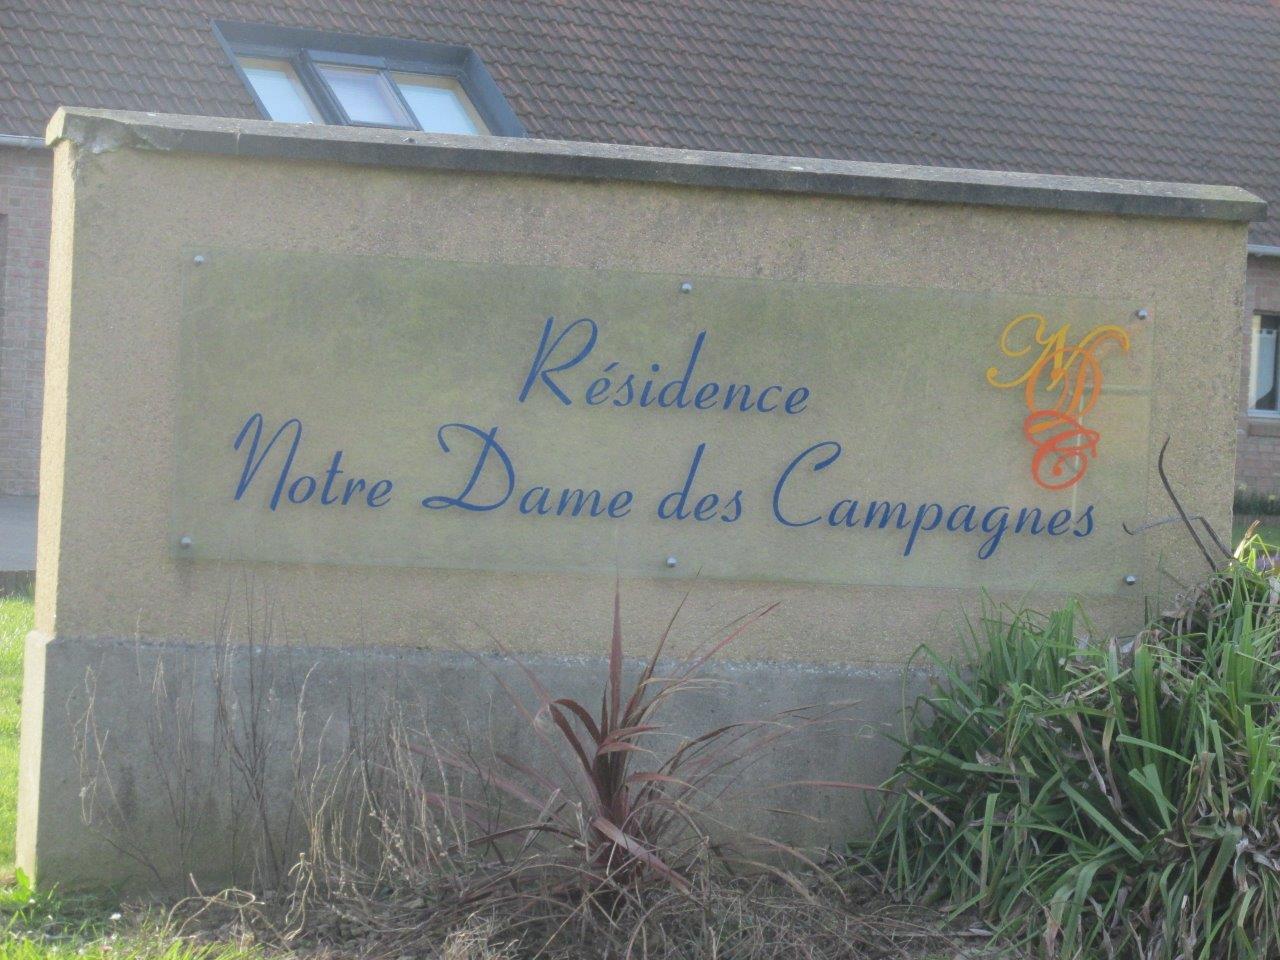 Résidence
Notre Dame des Campagnes
NDC